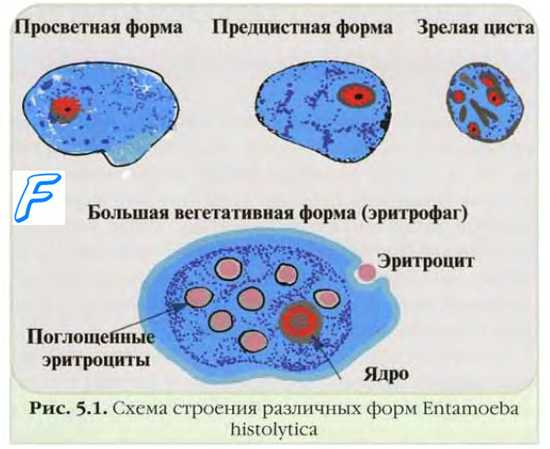 Просветная форма Предцистная форма Зрелая циста
F
Большая вегетативная форма (эритрофаг)
Эритроцит
Поглощенные
эритроциты
Ядро
Рис. 5.1. Схема строения различных форм Entamoeba
histolytica